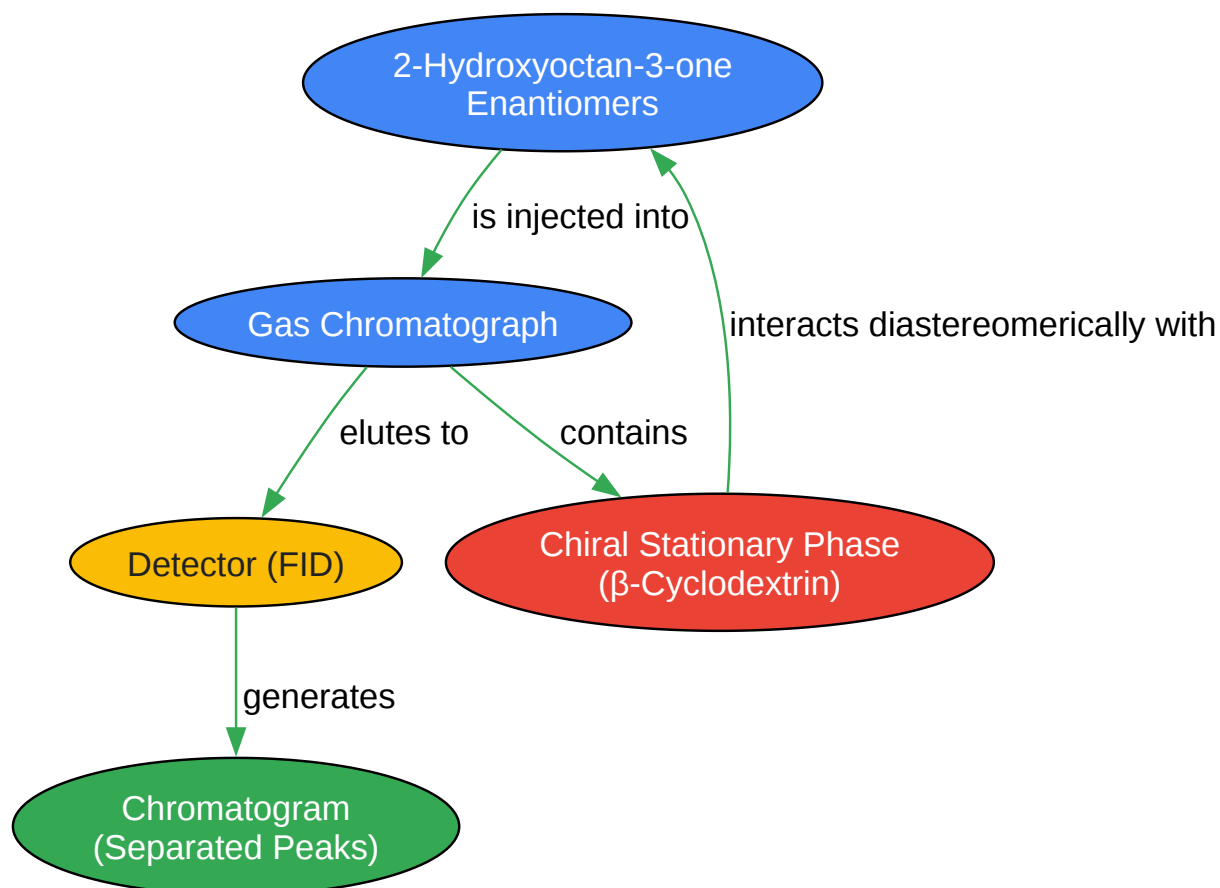 2-Hydroxyoctan-3-one
Enantiomers
is injected into
Gas Chromatograph
interacts diastereomerically with
elutes to
contains
Detector (FID)
Chiral Stationary Phase
(β-Cyclodextrin)
generates
Chromatogram
(Separated Peaks)